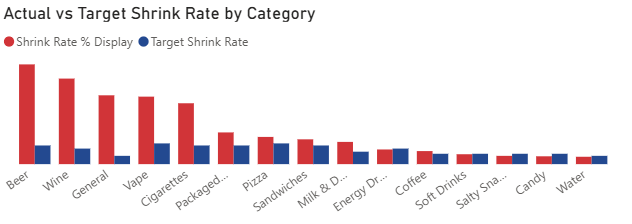 Actual vs Target Shrink Rate by Category
Shrink Rate % Display Target Shrink Rate
Beer
Wine
General
Vape
Cigarettes
Packaged...
Pizza
Sandwiches
Milk & D...
Energy Dr...
Coffee
Soft Drinks
Salty Sna...
Candy
Water